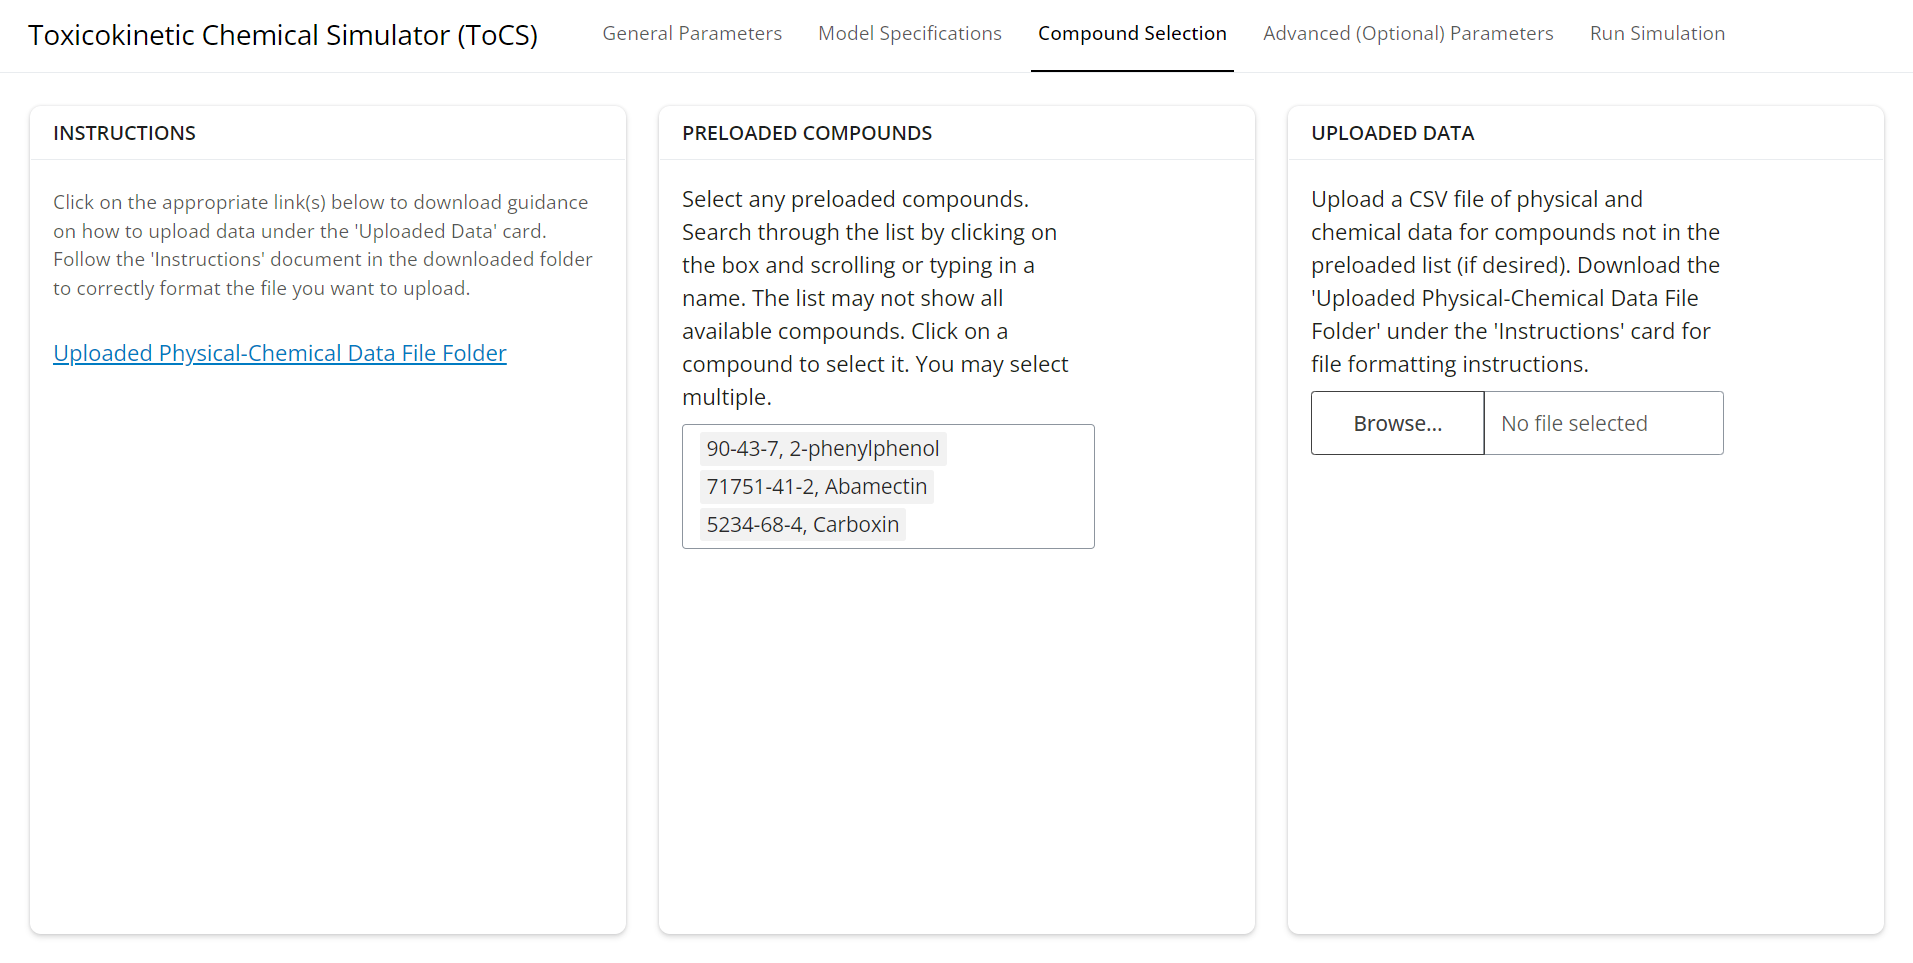 Toxicokinetic Chemical Simulator (ToCS)
General Parameters
Model Specifications
Compound Selection
Advanced (Optional) Parameters
Run Simulation
INSTRUCTIONS
Click on the appropriate link(s) below to download guidance
on how to upload data under the 'Uploaded Data' card.
Follow the 'Instructions' document in the downloaded folder
to correctly format the file you want to upload.
Uploaded Physical-Chemical Data File Folder
PRELOADED COMPOUNDS
Select any preloaded compounds.
Search through the list by clicking on
the box and scrolling or typing in a
name. The list may not show all
available compounds. Click on a
compound to select it. You may select
multiple.
90-43-7, 2-phenylphenol
71751-41-2, Abamectin
5234-68-4, Carboxin
UPLOADED DATA
Upload a CSV file of physical and
chemical data for compounds not in the
preloaded list (if desired). Download the
'Uploaded Physical-Chemical Data File
Folder' under the 'Instructions' card for
file formatting instructions.
Browse...
No file selected